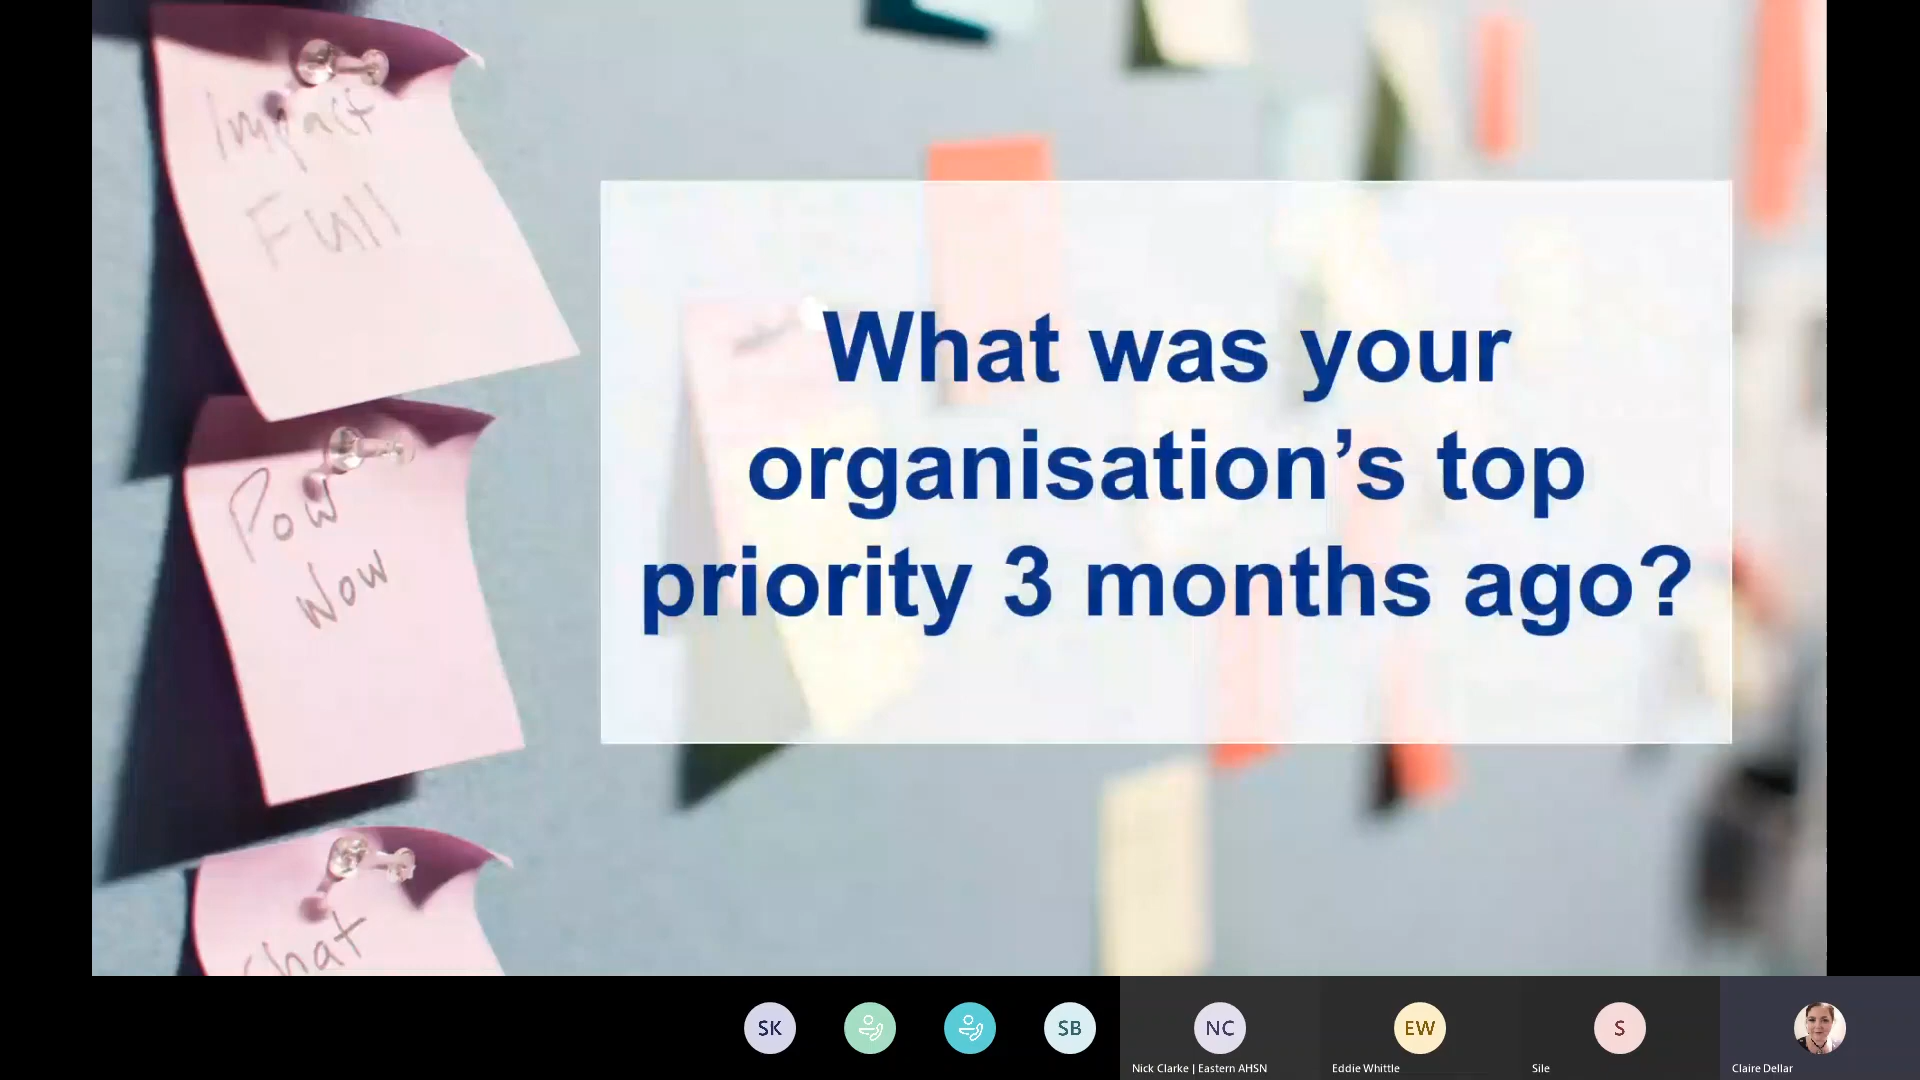 Impact
Full
Pow
Wow
Chat
What was your
organisation’s top
priority 3 months ago?
SK
SB
NC
EW
S
Nick Clarke | Eastern AHSN
Eddie Whittle
Sile
Claire Dellar